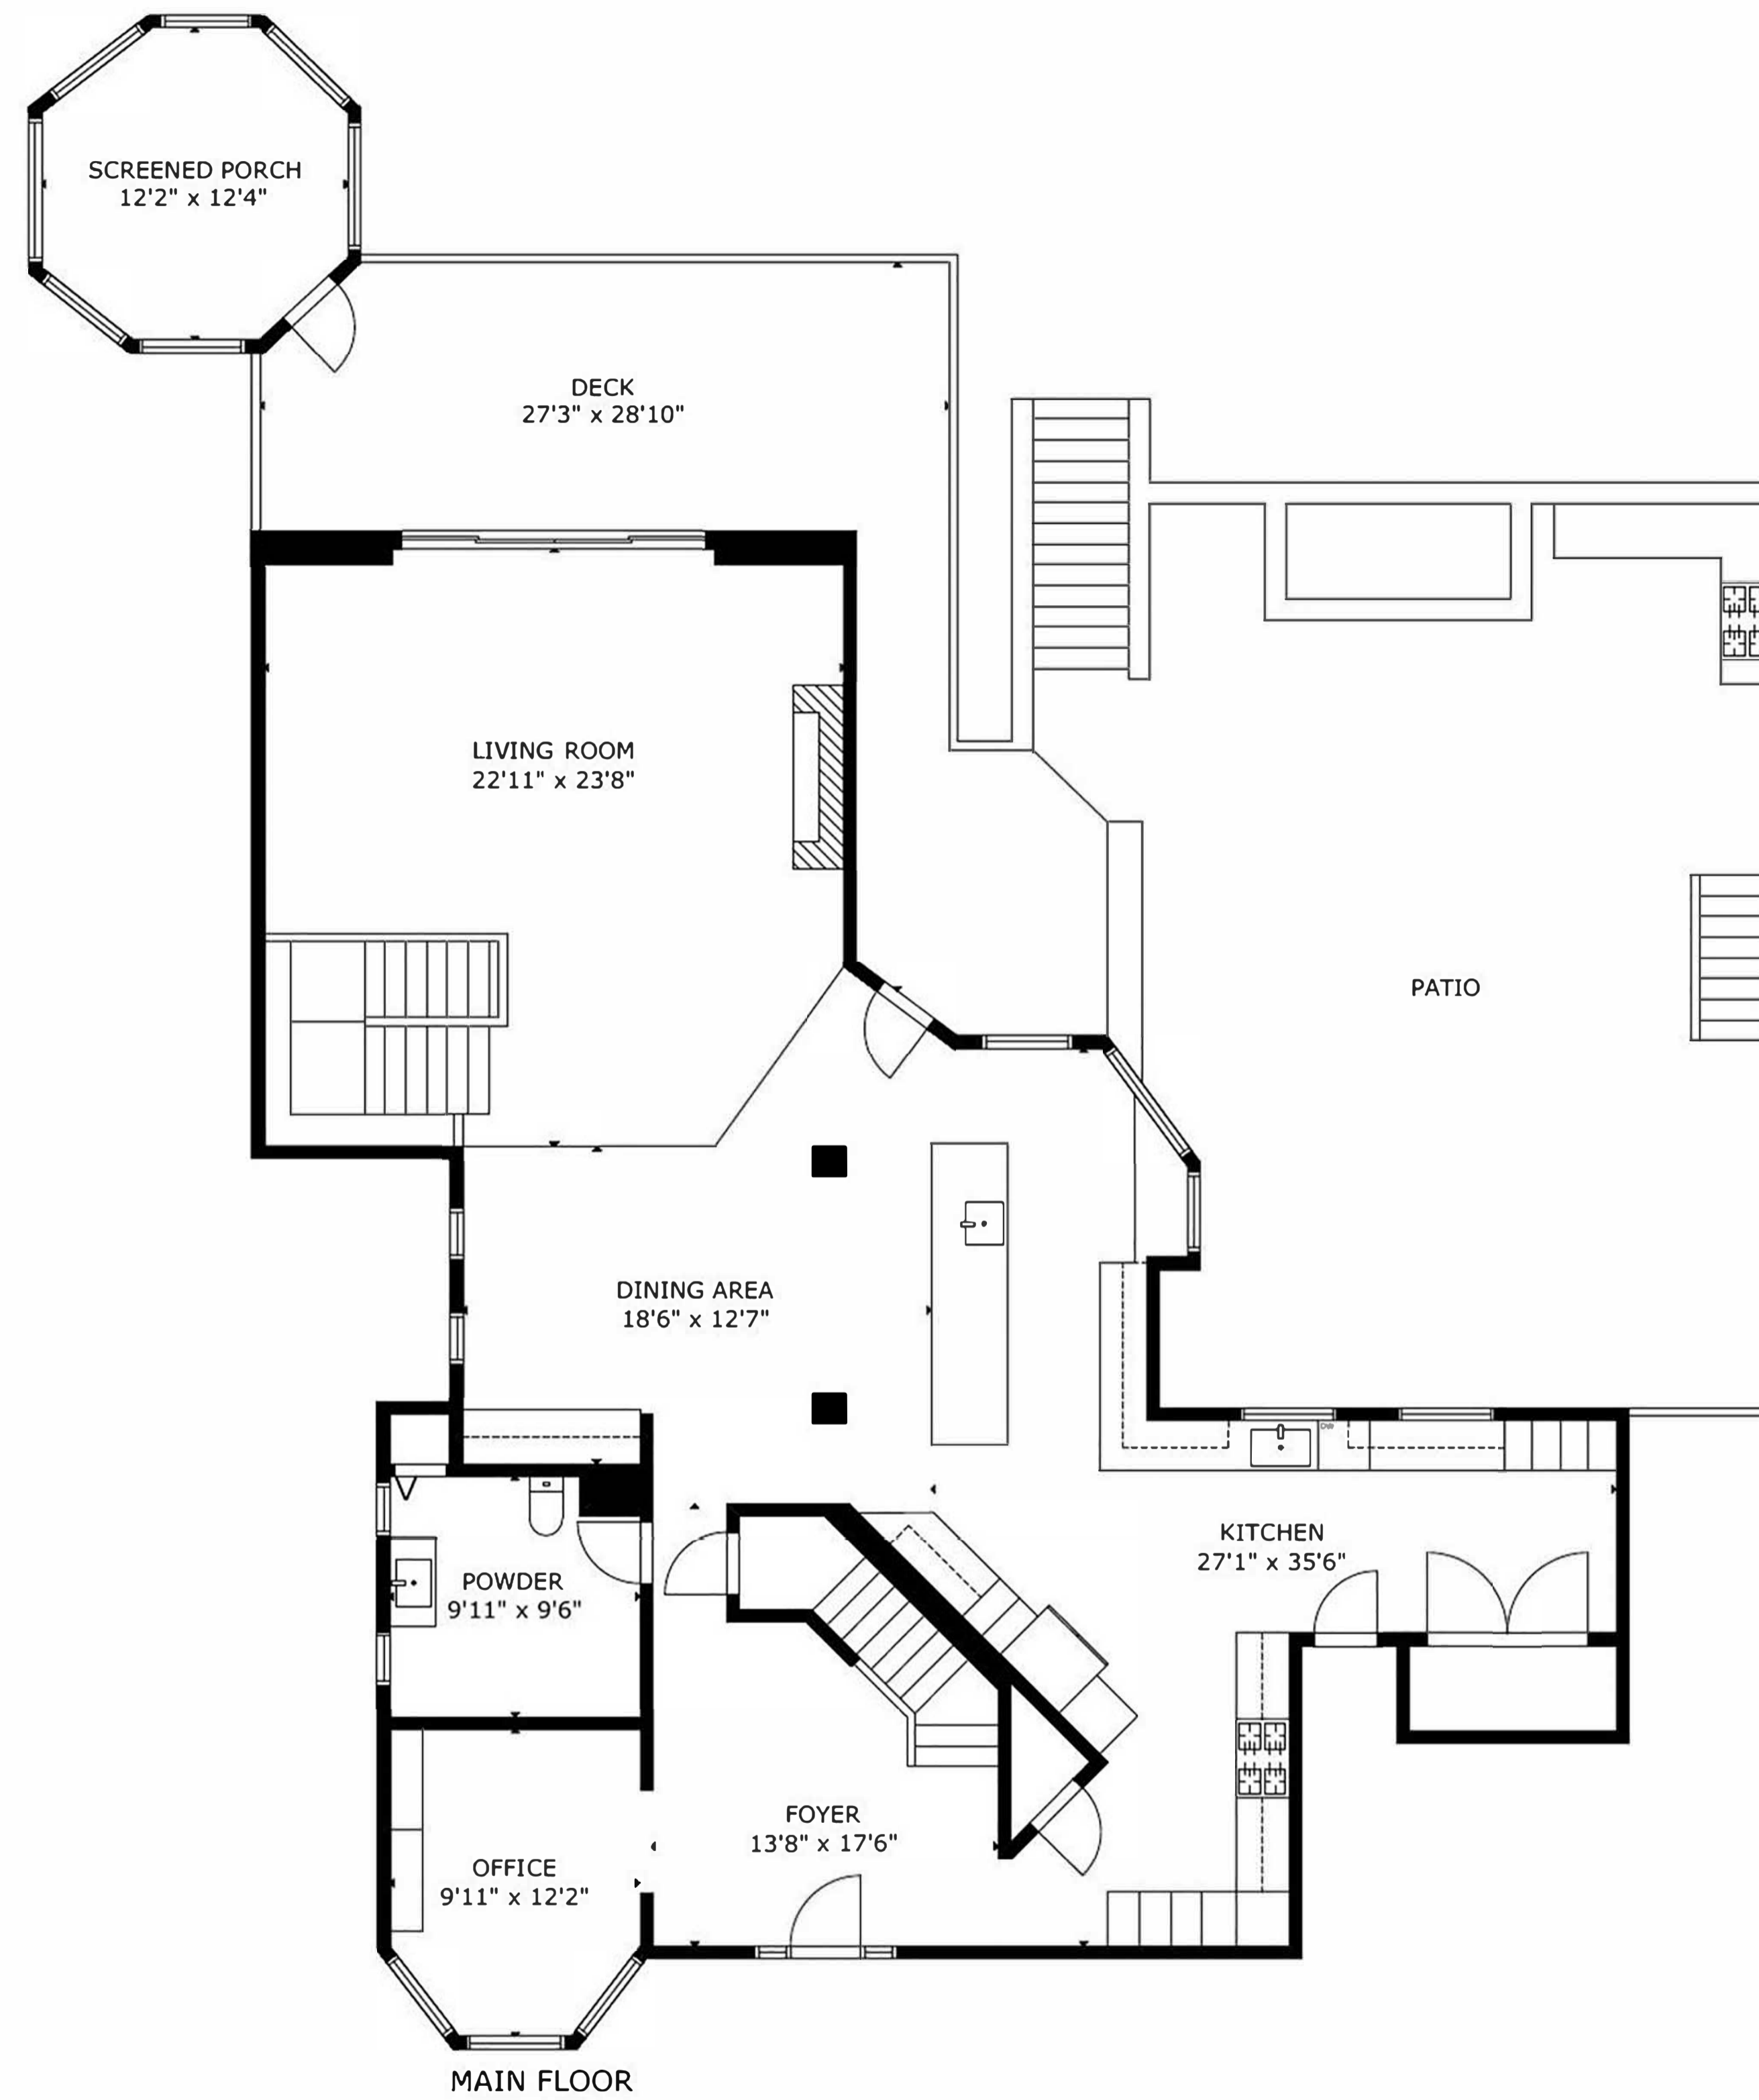 SCREENED PORCH
12'2" x 12'4"
DECK
27'3" x 28'10"
LIVING ROOM
22'11" x 23'8"
PATIO
DINING AREA
18'6" x 12'7"
DW
KITCHEN
27'1" x 35'6"
POWDER
9'11" x 9'6"
FOYER
13'8" x 17'6"
OFFICE
9'11" x 12'2"
MAIN FLOOR